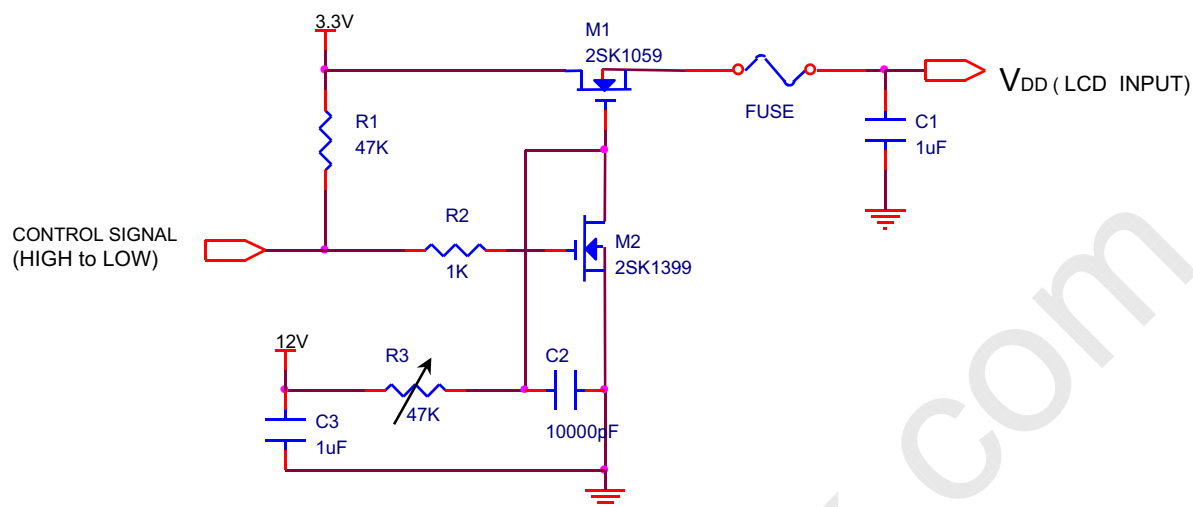 3.3V
M1
2SK1059
FUSE
VDD ( LCD INPUT)
R1
47K
C1
1uF
CONTROL SIGNAL
(HIGH to LOW)
R2
1K
M2
2SK1399
12V
R3
47K
C2
10000pF
C3
1uF
com